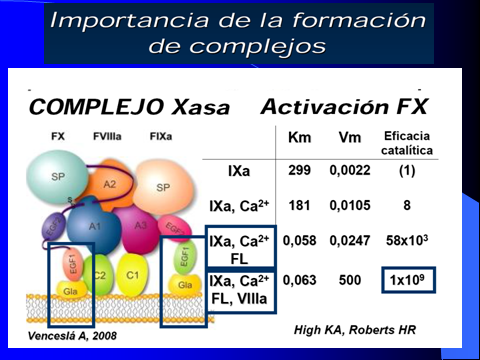 Importancia de la formación
de complejos
COMPLEJO Xasa Activación FX
FX FVIIIa FIXa
SP A2 SP
S
EGF2 A1 A3 EGF2
EGF1 EGF1
Gla C2 C1 Gla
Km Vm Eficacia
catalítica
IXa 299 0,0022 (1)
IXa, Ca2+ 181 0,0105 8
IXa, Ca2+
FL 0,058 0,0247 58x10³
IXa, Ca2+
FL, VIIIa 0,063 500 1x10⁹
Venceslá A, 2008
High KA, Roberts HR